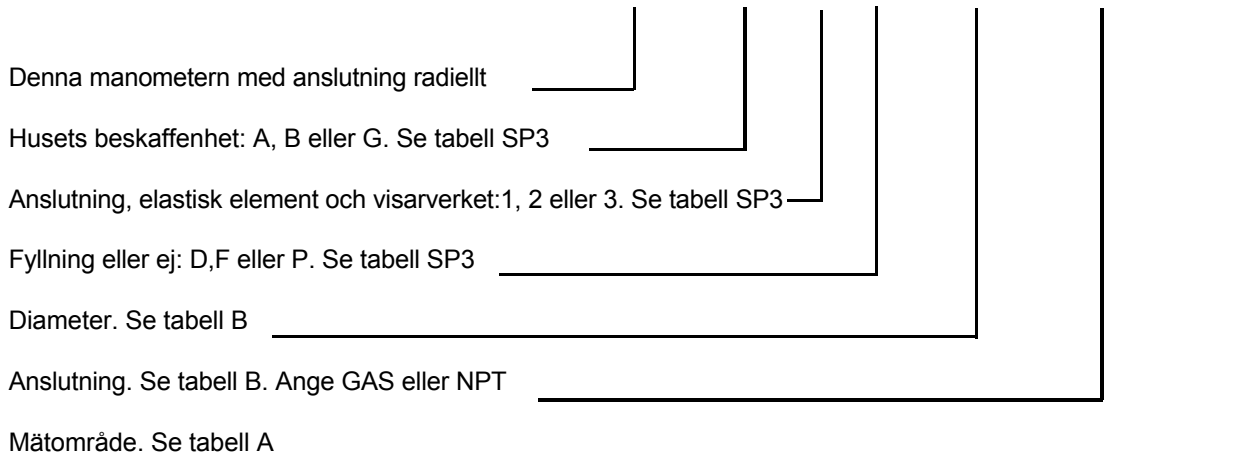 Denna manometern med anslutning radiellt
Husets beskaffenhet: A, B eller G. Se tabell SP3
Anslutning, elastisk element och visarverket:1, 2 eller 3. Se tabell SP3
Fyllning eller ej: D,F eller P. Se tabell SP3
Diameter. Se tabell B
Anslutning. Se tabell B. Ange GAS eller NPT
Mätområde. Se tabell A